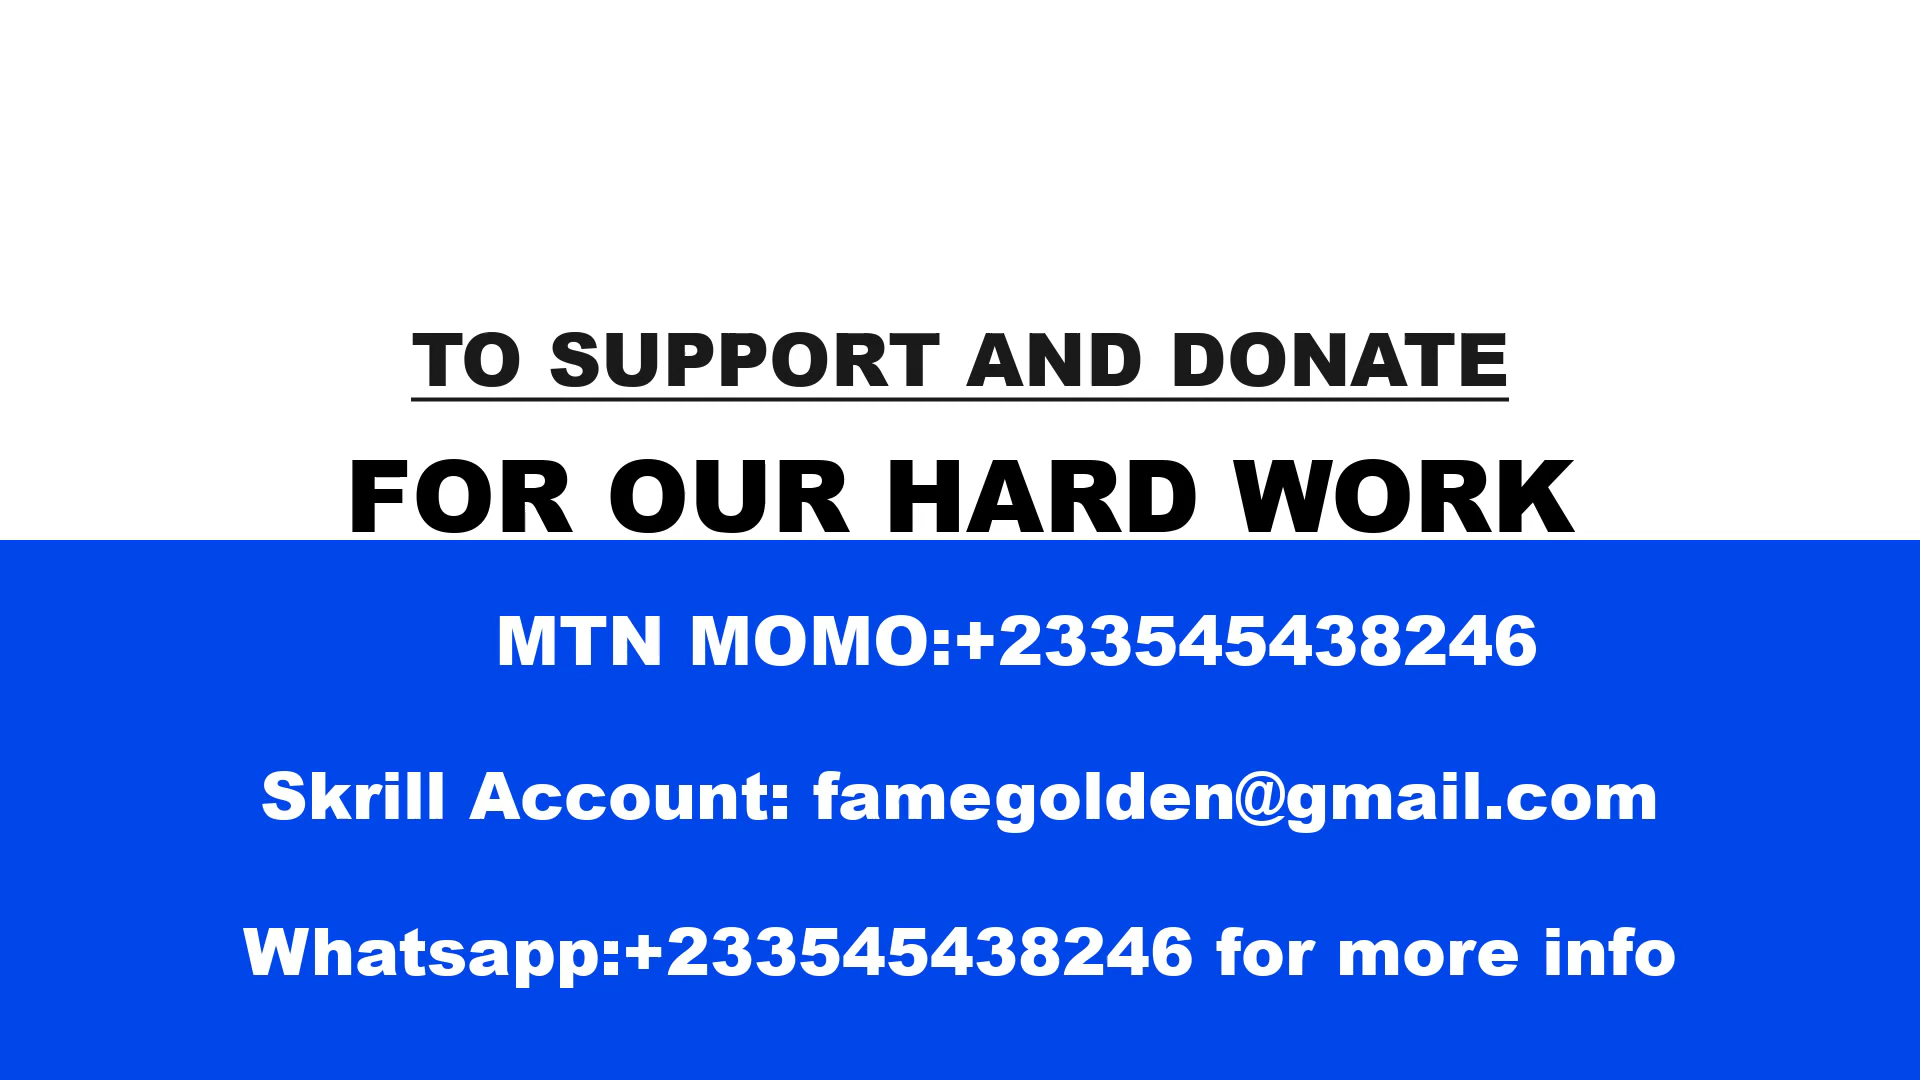 TO SUPPORT AND DONATE
FOR OUR HARD WORK
MTN MOMO:+233545438246
Skrill Account: famegolden@gmail.com
Whatsapp:+233545438246 for more info